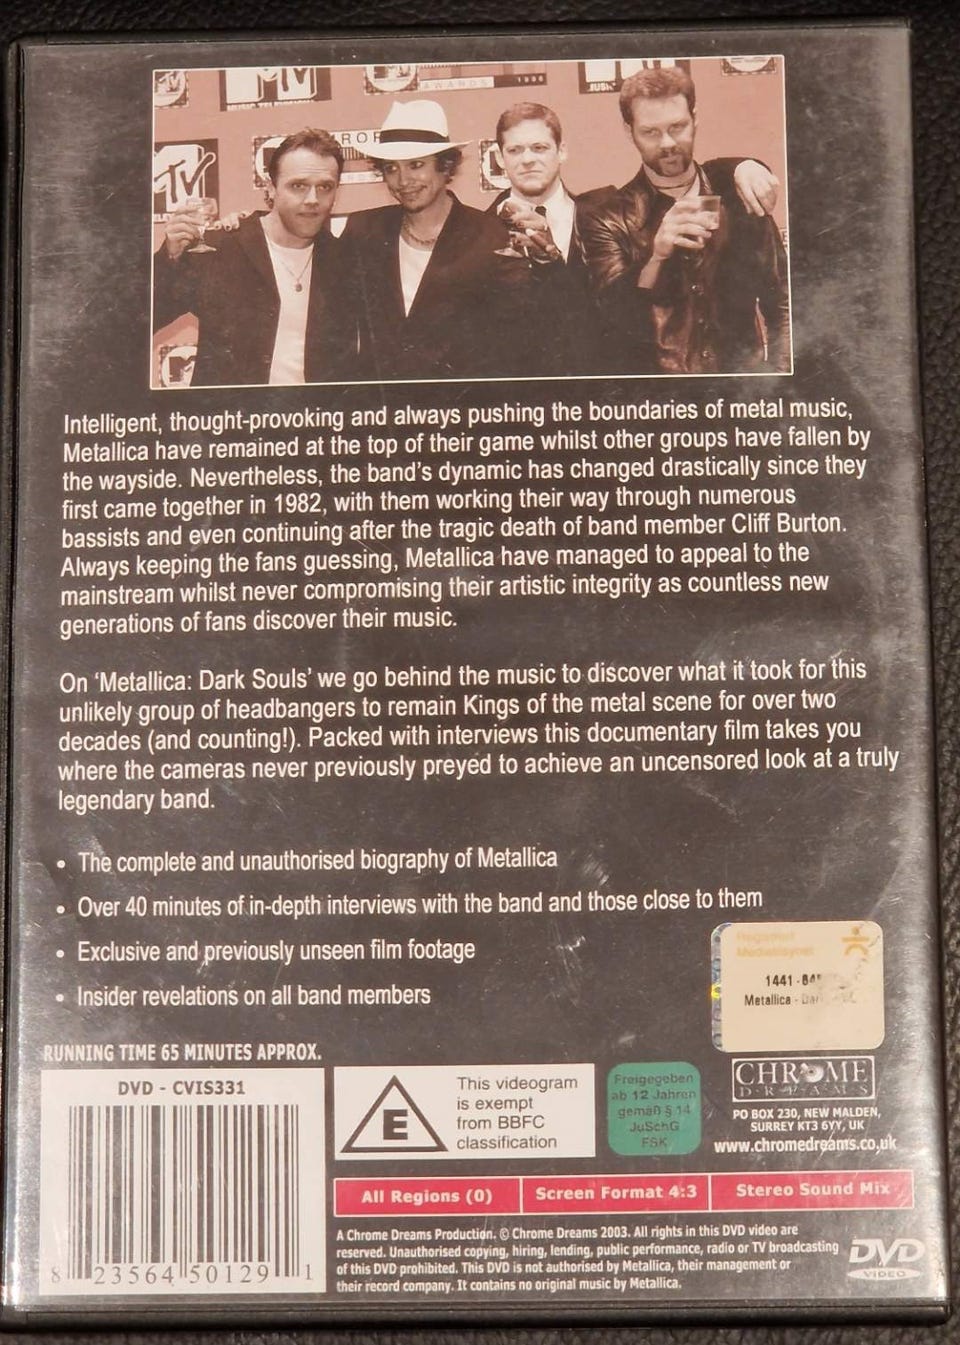 MTV
MUSIC TELEVISION
AWARDS 1996
MTV
Intelligent, thought-provoking and always pushing the boundaries of metal music,
Metallica have remained at the top of their game whilst other groups have fallen by
the wayside. Nevertheless, the band's dynamic has changed drastically since they
first came together in 1982, with them working their way through numerous
bassists and even continuing after the tragic death of band member Cliff Burton.
Always keeping the fans guessing, Metallica have managed to appeal to the
mainstream whilst never compromising their artistic integrity as countless new
generations of fans discover their music.
On 'Metallica: Dark Souls' we go behind the music to discover what it took for this
unlikely group of headbangers to remain Kings of the metal scene for over two
decades (and counting!). Packed with interviews this documentary film takes you
where the cameras never previously preyed to achieve an uncensored look at a truly
legendary band.
• The complete and unauthorised biography of Metallica
• Over 40 minutes of in-depth interviews with the band and those close to them
• Exclusive and previously unseen film footage
• Insider revelations on all band members
1441
Metallica
RUNNING TIME 65 MINUTES APPROX.
DVD - CVIS331
8 23564 50129 1
E
This videogram
is exempt
from BBFC
classification
Freigegeben
ab 12 Jahren
gemäß § 14
JuSchG
FSK
CHROME
DREAMS
PO BOX 230, NEW MALDEN,
SURREY KT3 6YY, UK
www.chromedreams.co.uk
All Regions (0)
Screen Format 4:3
Stereo Sound Mix
A Chrome Dreams Production. © Chrome Dreams 2003. All rights in this DVD video are
reserved. Unauthorised copying, hiring, lending, public performance, radio or TV broadcasting
of this DVD prohibited. This DVD is not authorised by Metallica, their management or
their record company. It contains no original music by Metallica.
DVD
VIDEO